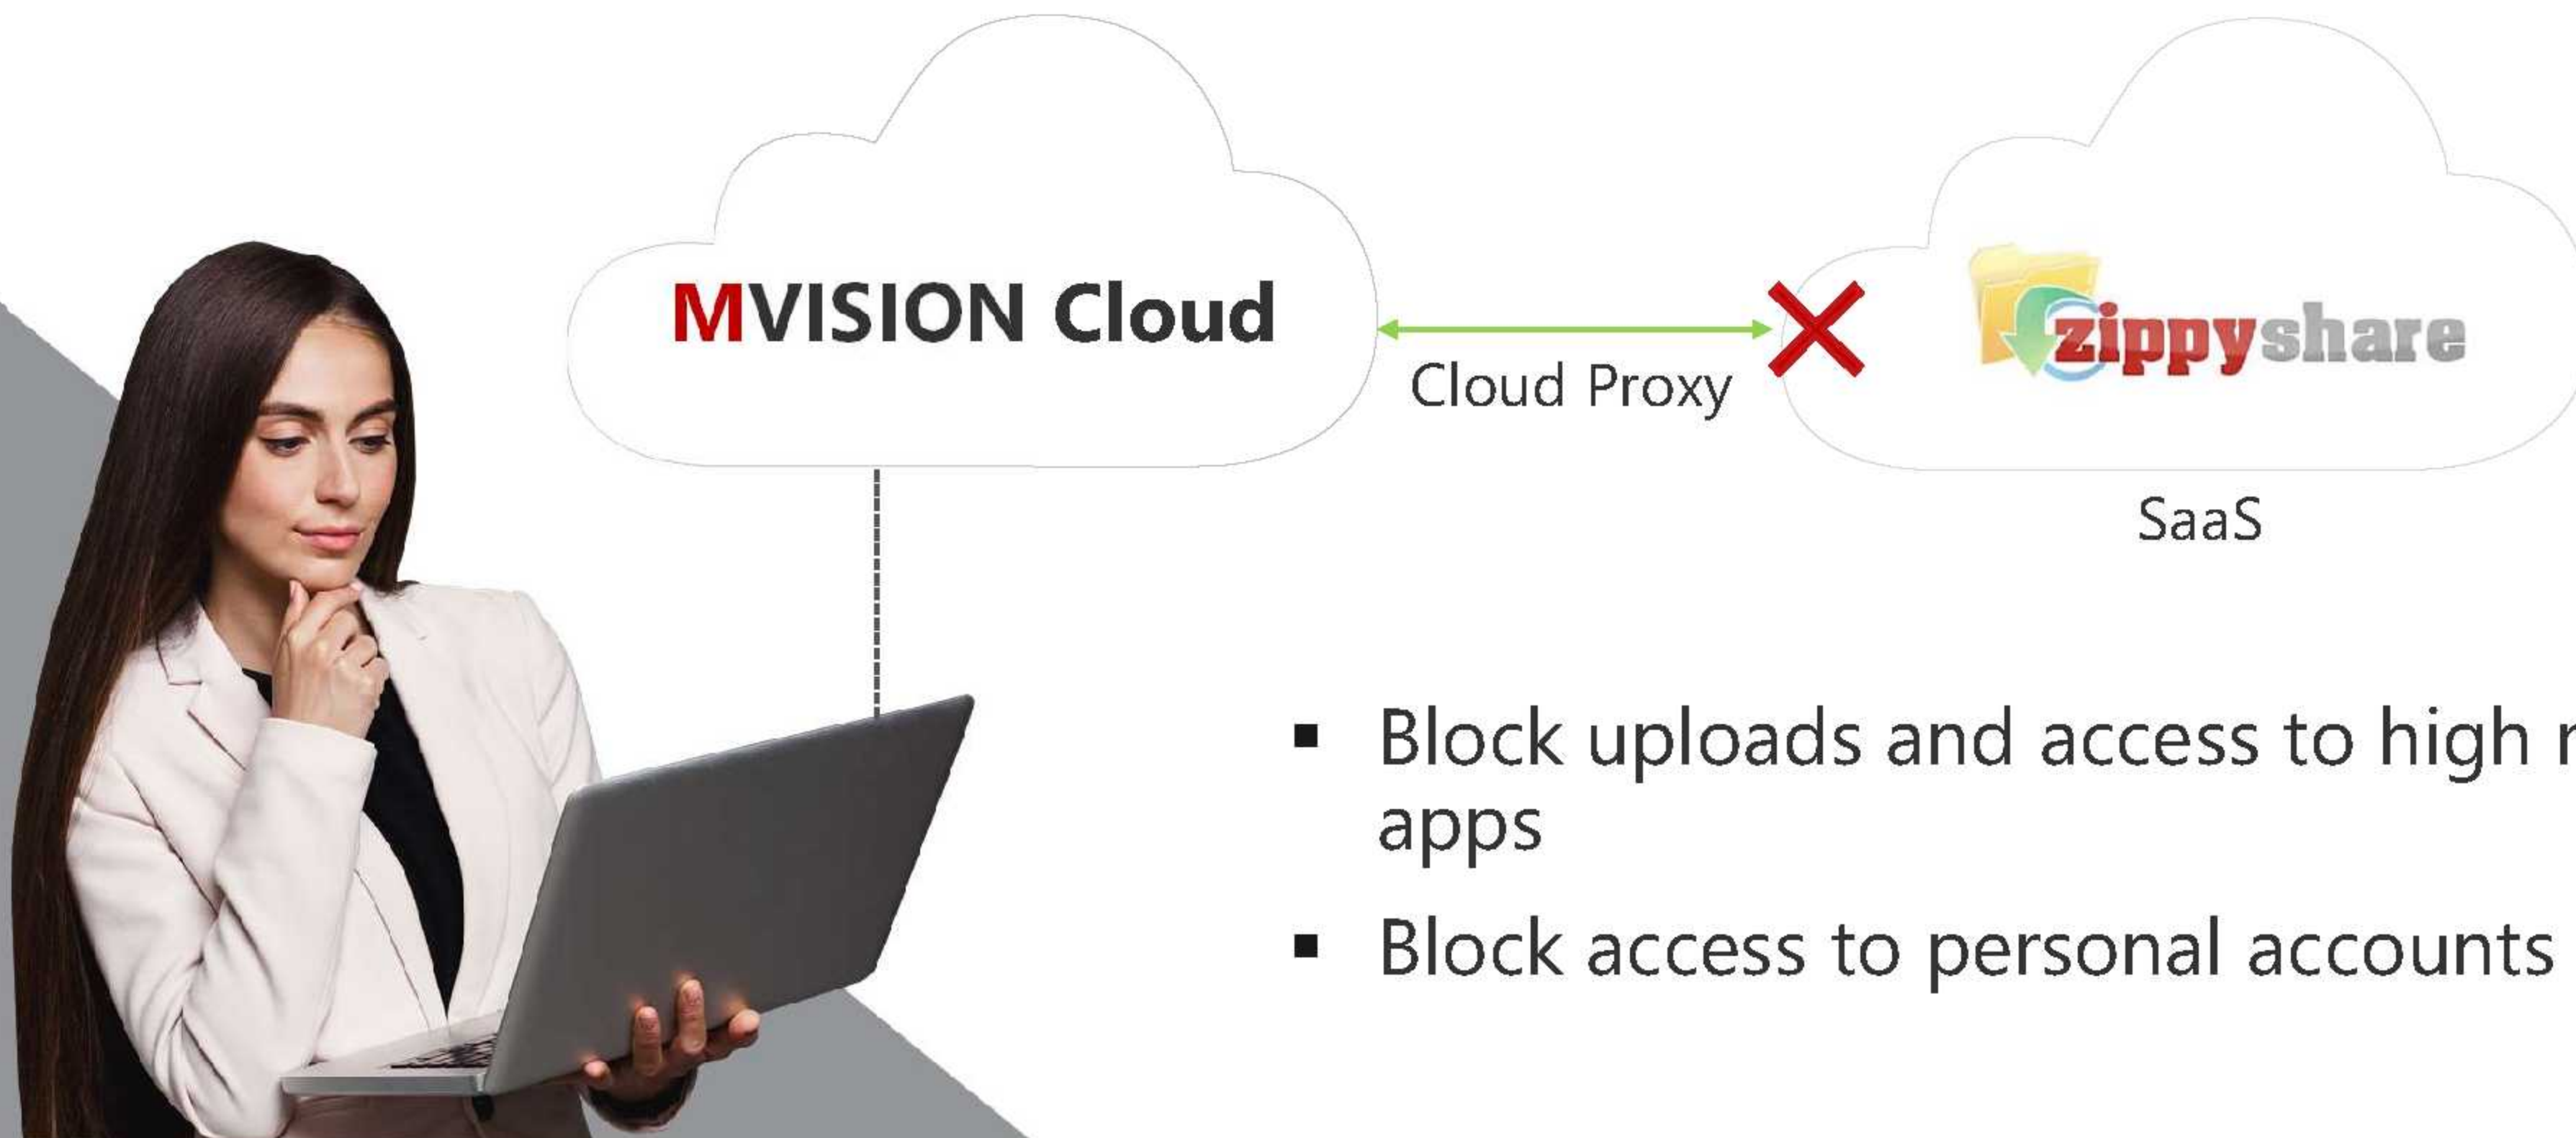 MVISION Cloud
Cloud Proxy
zippyshare
SaaS
▪ Block uploads and access to high
apps
▪ Block access to personal accounts